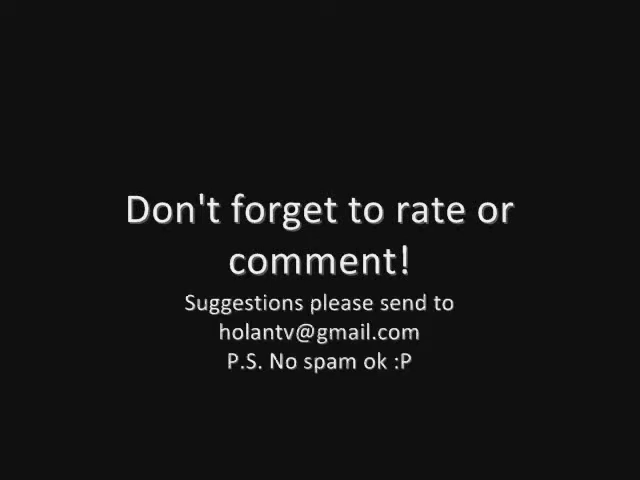 Don't forget to rate or
comment!
Suggestions please send to
holantv@gmail.com
P.S. No spam ok :P